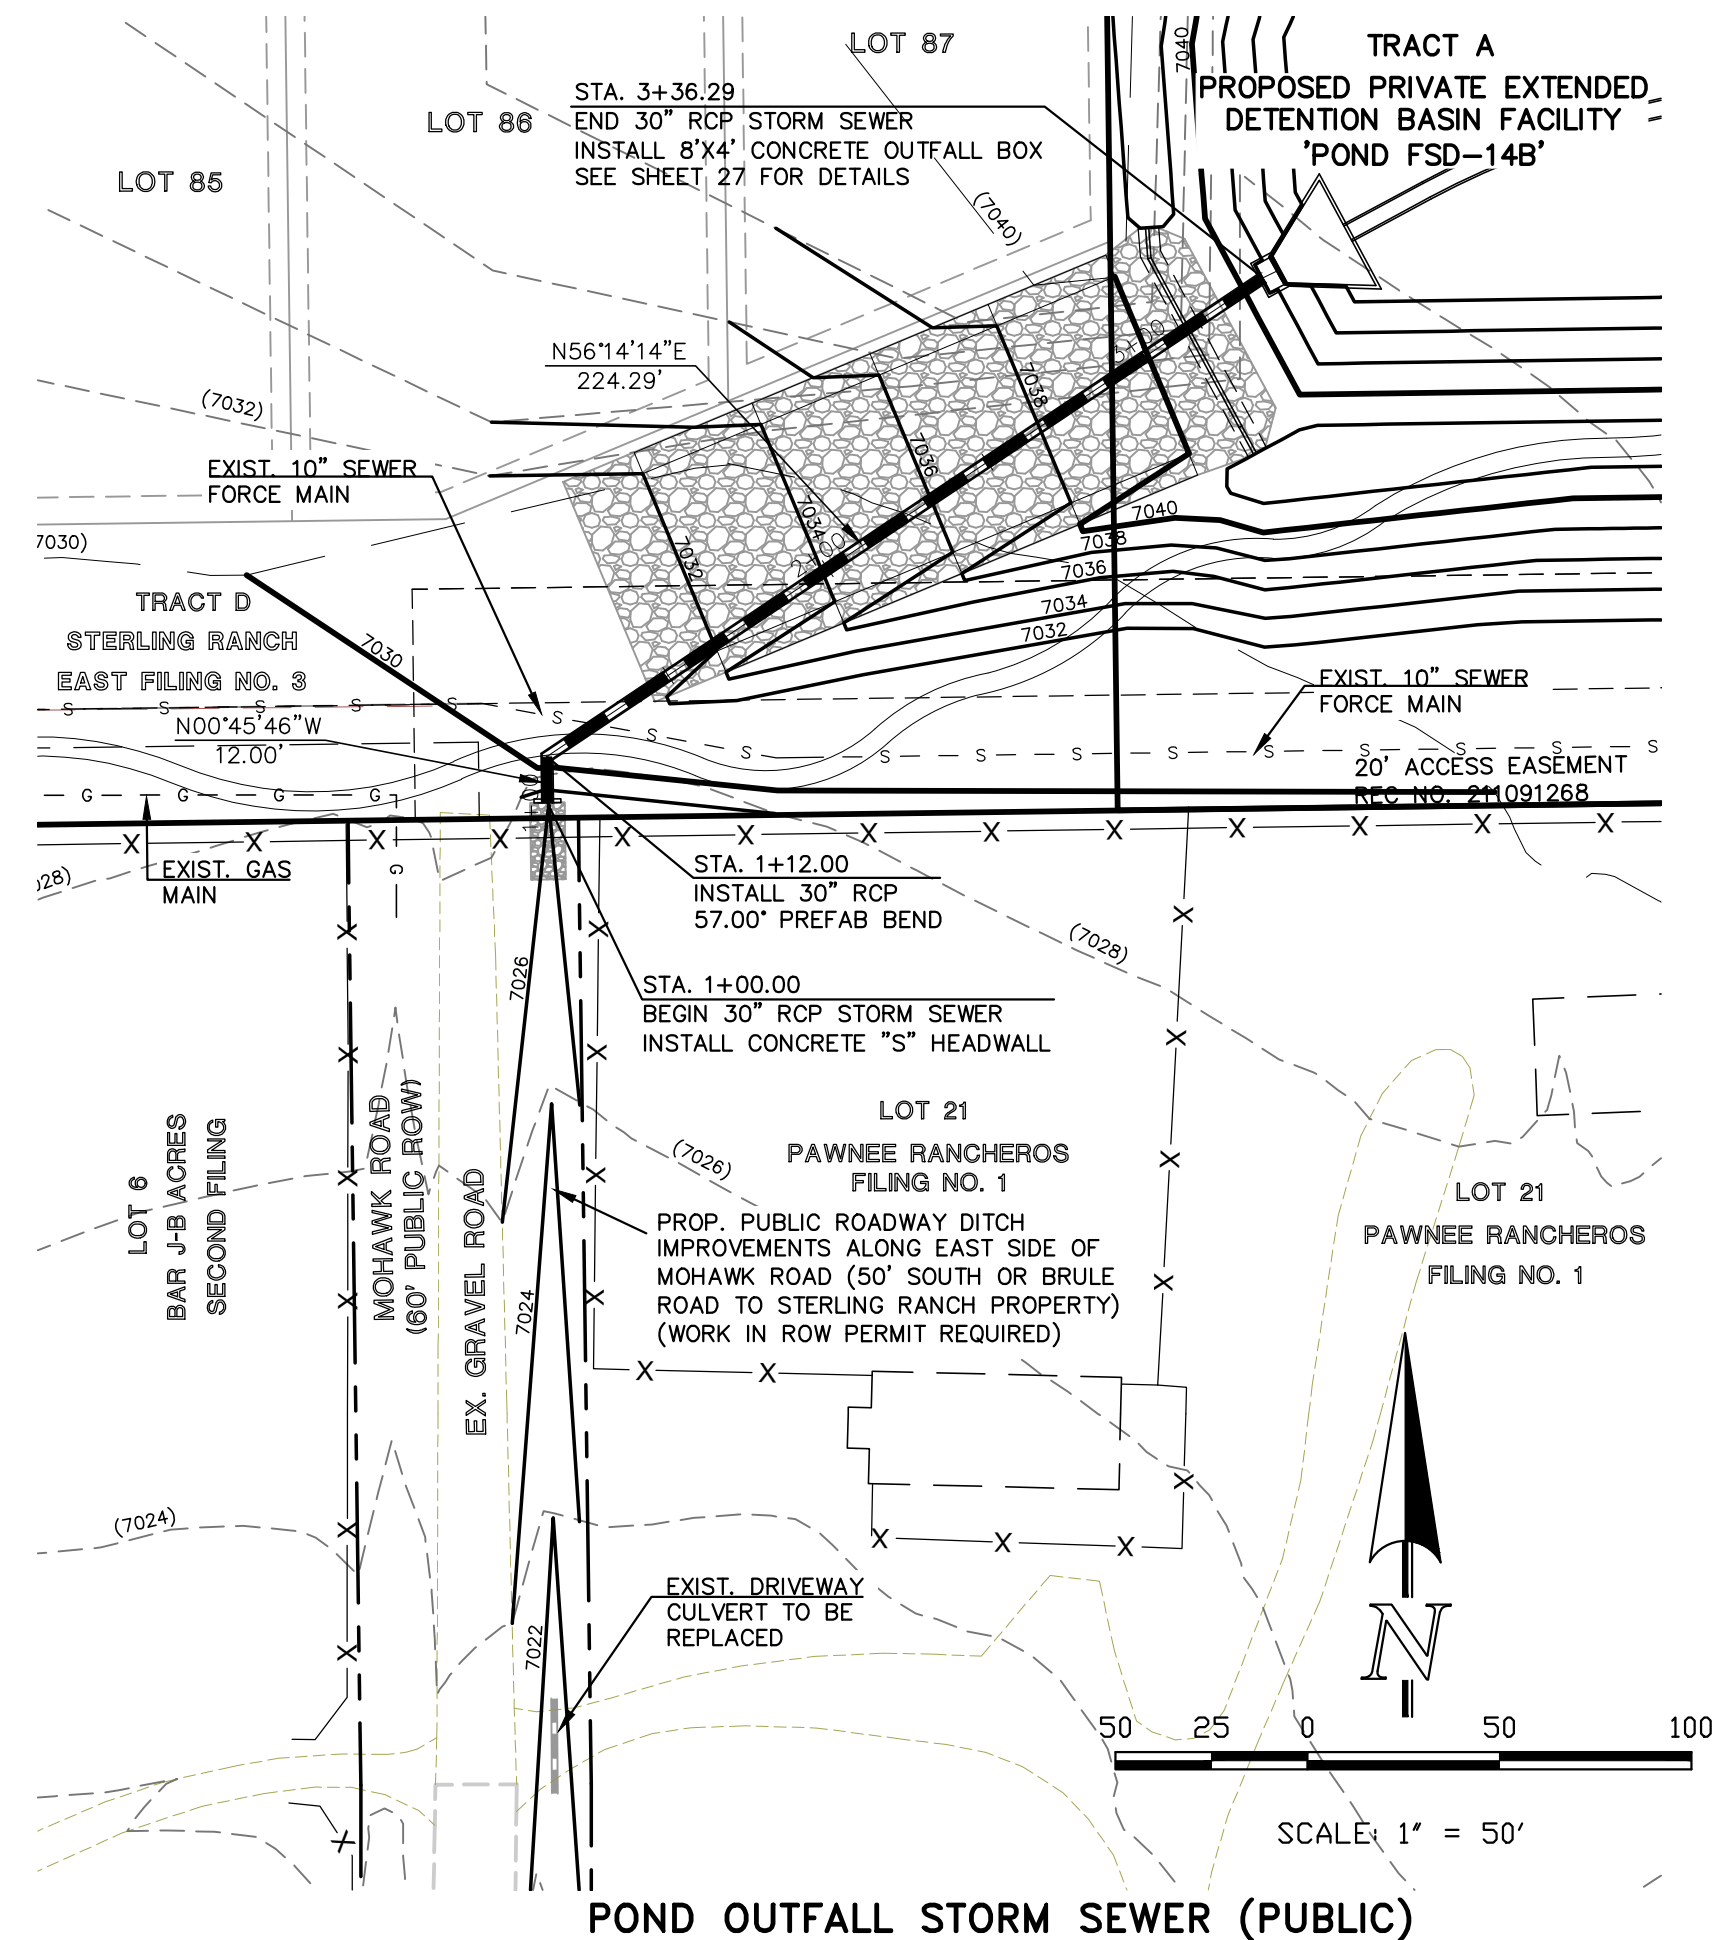 LOT 87
TRACT A
PROPOSED PRIVATE EXTENDED
DETENTION BASIN FACILITY
'POND FSD-14B'
7040
STA. 3+36.29
END 30" RCP STORM SEWER
INSTALL 8'X4' CONCRETE OUTFALL BOX
SEE SHEET 27 FOR DETAILS
LOT 86
LOT 85
(7040)
N56°14'14"E
224.29'
3+00
(7032)
7038
7036
7034
7032
2+00
EXIST. 10" SEWER
FORCE MAIN
7040
7038
7036
7034
7032
7030)
TRACT D
STERLING RANCH
EAST FILING NO. 3
7030
EXIST. 10" SEWER
FORCE MAIN
S S S S S
S S S S S S S S S S S S
N00°45'46"W
12.00'
20' ACCESS EASEMENT
REC NO. 211091268
G G G G
G
X X X X X X X X X X X X X
EXIST. GAS
MAIN
028)
STA. 1+12.00
INSTALL 30" RCP
57.00° PREFAB BEND
(7028)
7026
STA. 1+00.00
BEGIN 30" RCP STORM SEWER
INSTALL CONCRETE "S" HEADWALL
LOT 21
PAWNEE RANCHEROS
FILING NO. 1
(7026)
LOT 6
BAR J-B ACRES
SECOND FILING
MOHAWK ROAD
(60' PUBLIC ROW)
EX. GRAVEL ROAD
PROP. PUBLIC ROADWAY DITCH
IMPROVEMENTS ALONG EAST SIDE OF
MOHAWK ROAD (50' SOUTH OR BRULE
ROAD TO STERLING RANCH PROPERTY)
(WORK IN ROW PERMIT REQUIRED)
LOT 21
PAWNEE RANCHEROS
FILING NO. 1
7024
(7024)
EXIST. DRIVEWAY
CULVERT TO BE
REPLACED
7022
N
50 25 0 50 100
SCALE: 1" = 50'
POND OUTFALL STORM SEWER (PUBLIC)